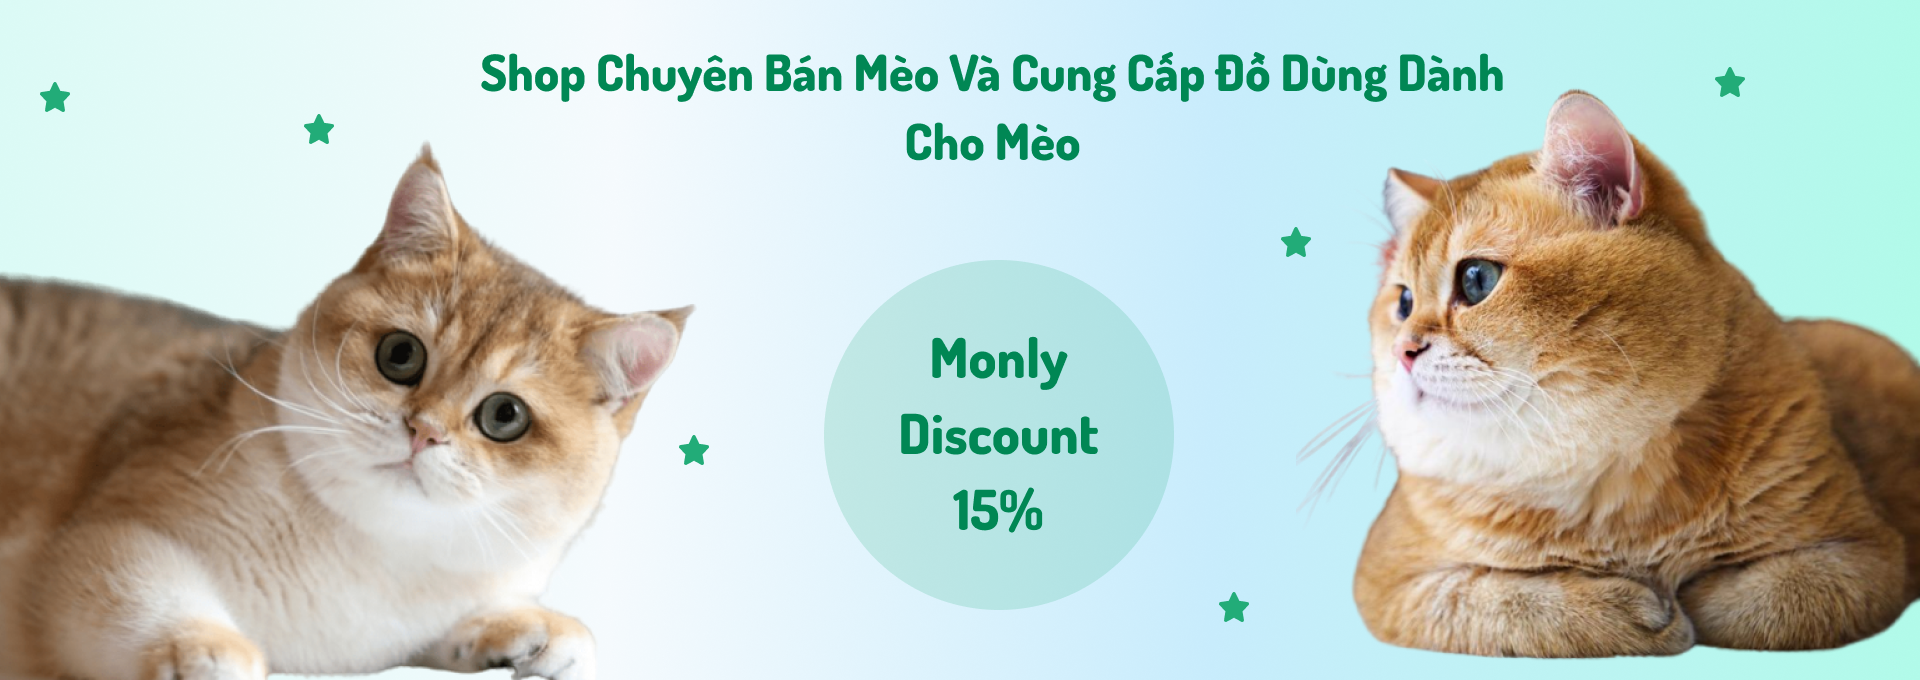 Shop Chuyên Bán Mèo Và Cung Cấp Đồ Dùng Dành
Cho Mèo
Monly
Discount
15%